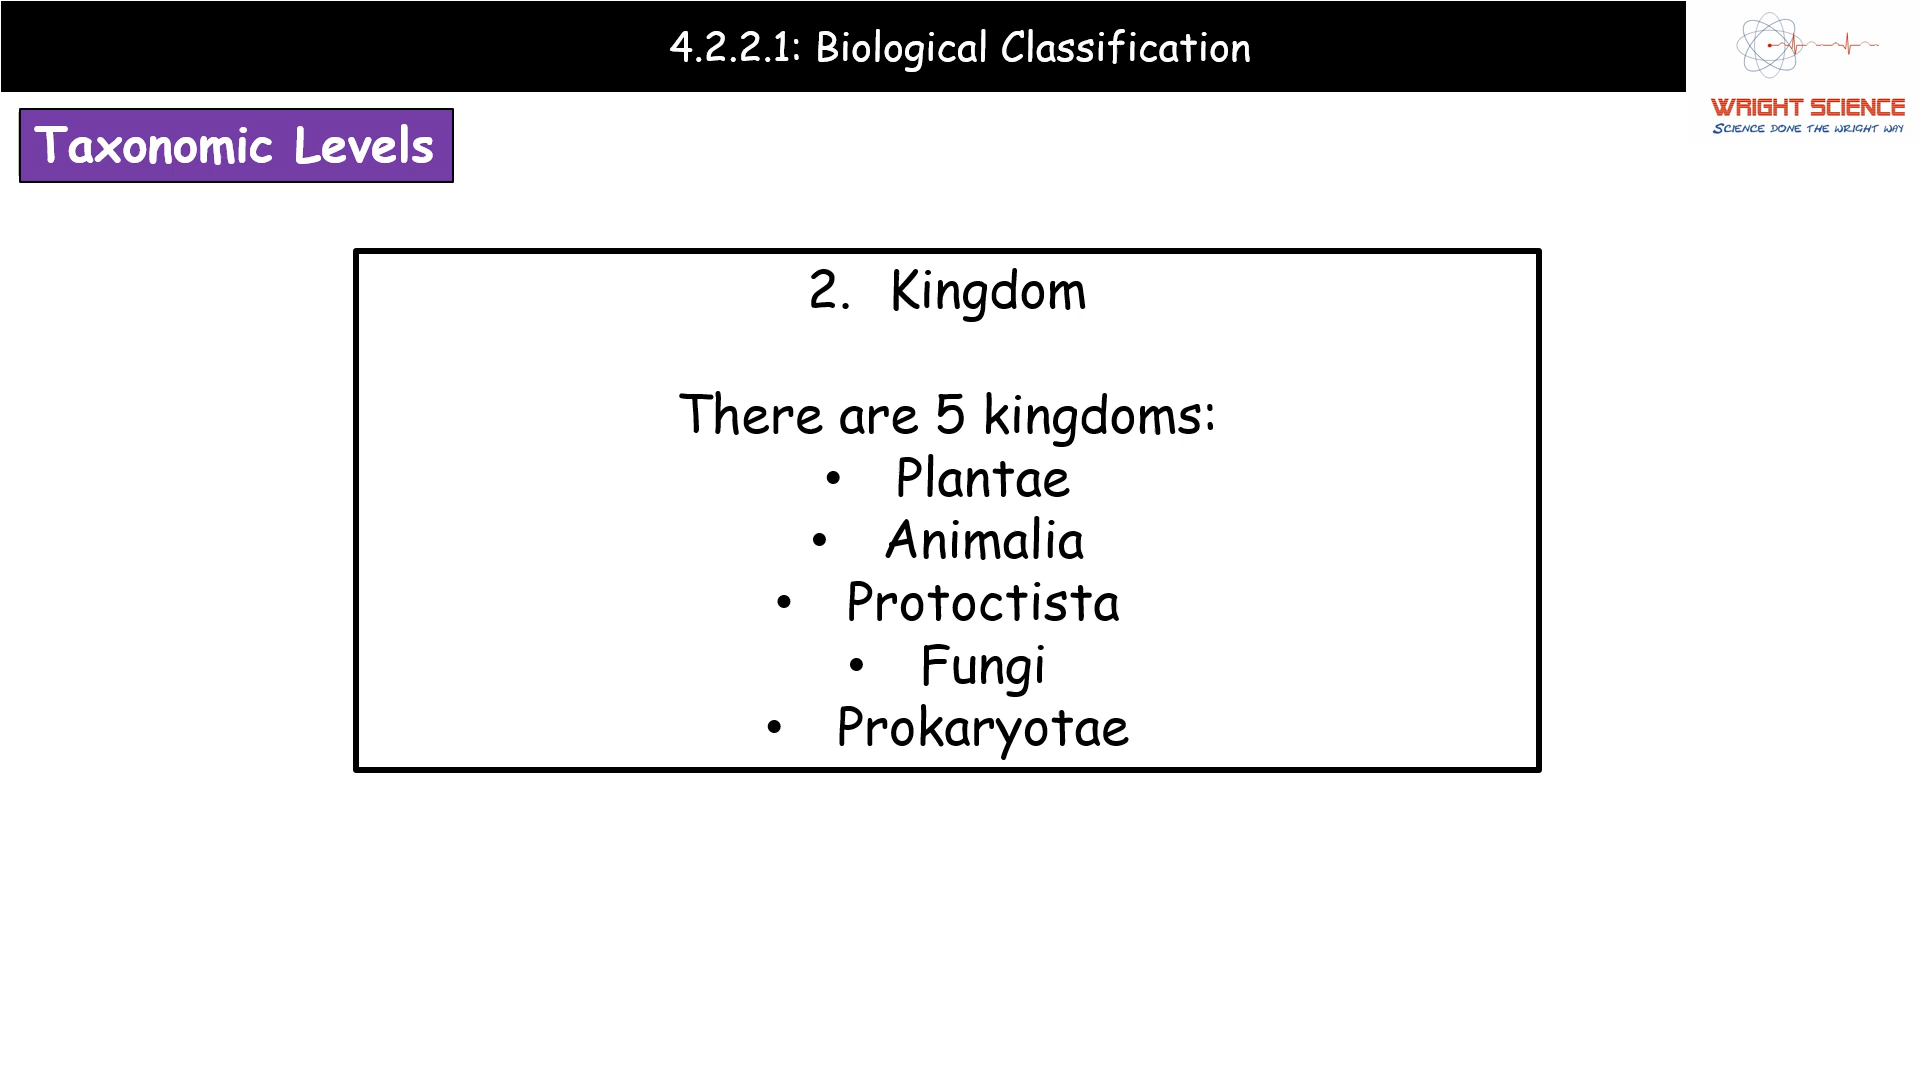 4.2.2.1: Biological Classification
WRIGHT SCIENCE
SCIENCE DONE THE WRIGHT WAY
Taxonomic Levels
2. Kingdom
There are 5 kingdoms:
• Plantae
• Animalia
• Protoctista
• Fungi
• Prokaryotae